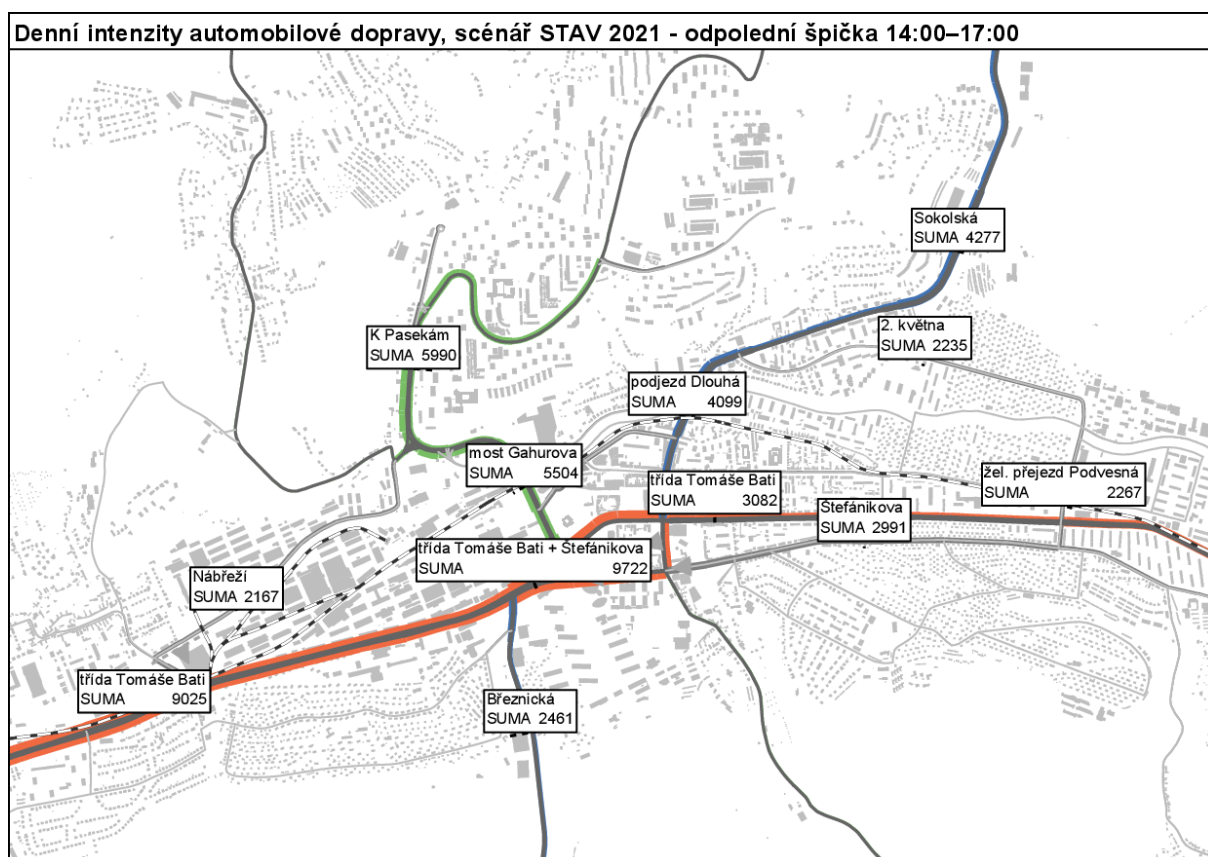 Denní intenzity automobilové dopravy, scénář STAV 2021 - odpolední špička 14:00–17:00
Sokolská
SUMA 4277
2. května
SUMA 2235
K Pasekám
SUMA 5990
podjezd Dlouhá
SUMA 4099
most Gahurova
SUMA 5504
třída Tomáše Bati
SUMA 3082
žel. přejezd Podvesná
SUMA 2267
Štefánikova
SUMA 2991
třída Tomáše Bati + Štefánikova
SUMA 9722
Nábřeží
SUMA 2167
třída Tomáše Bati
SUMA 9025
Březnická
SUMA 2461